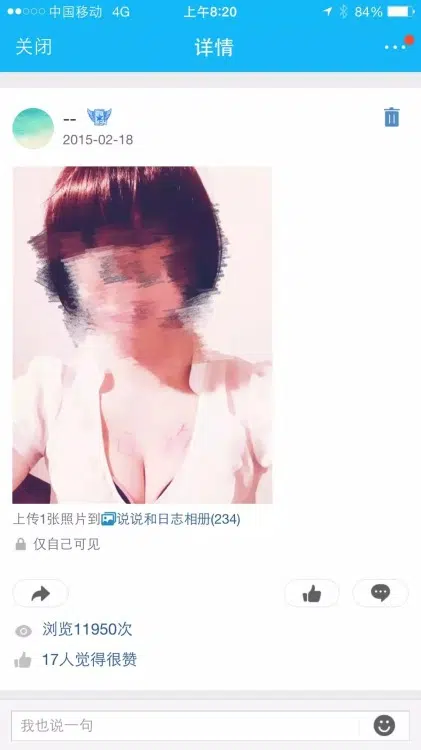 中国移动 4G 上午8:20 84%
关闭 详情
--
2015-02-18
上传1张照片到说说和日志相册(234)
仅自己可见
浏览11950次
17人觉得很赞
我也说一句